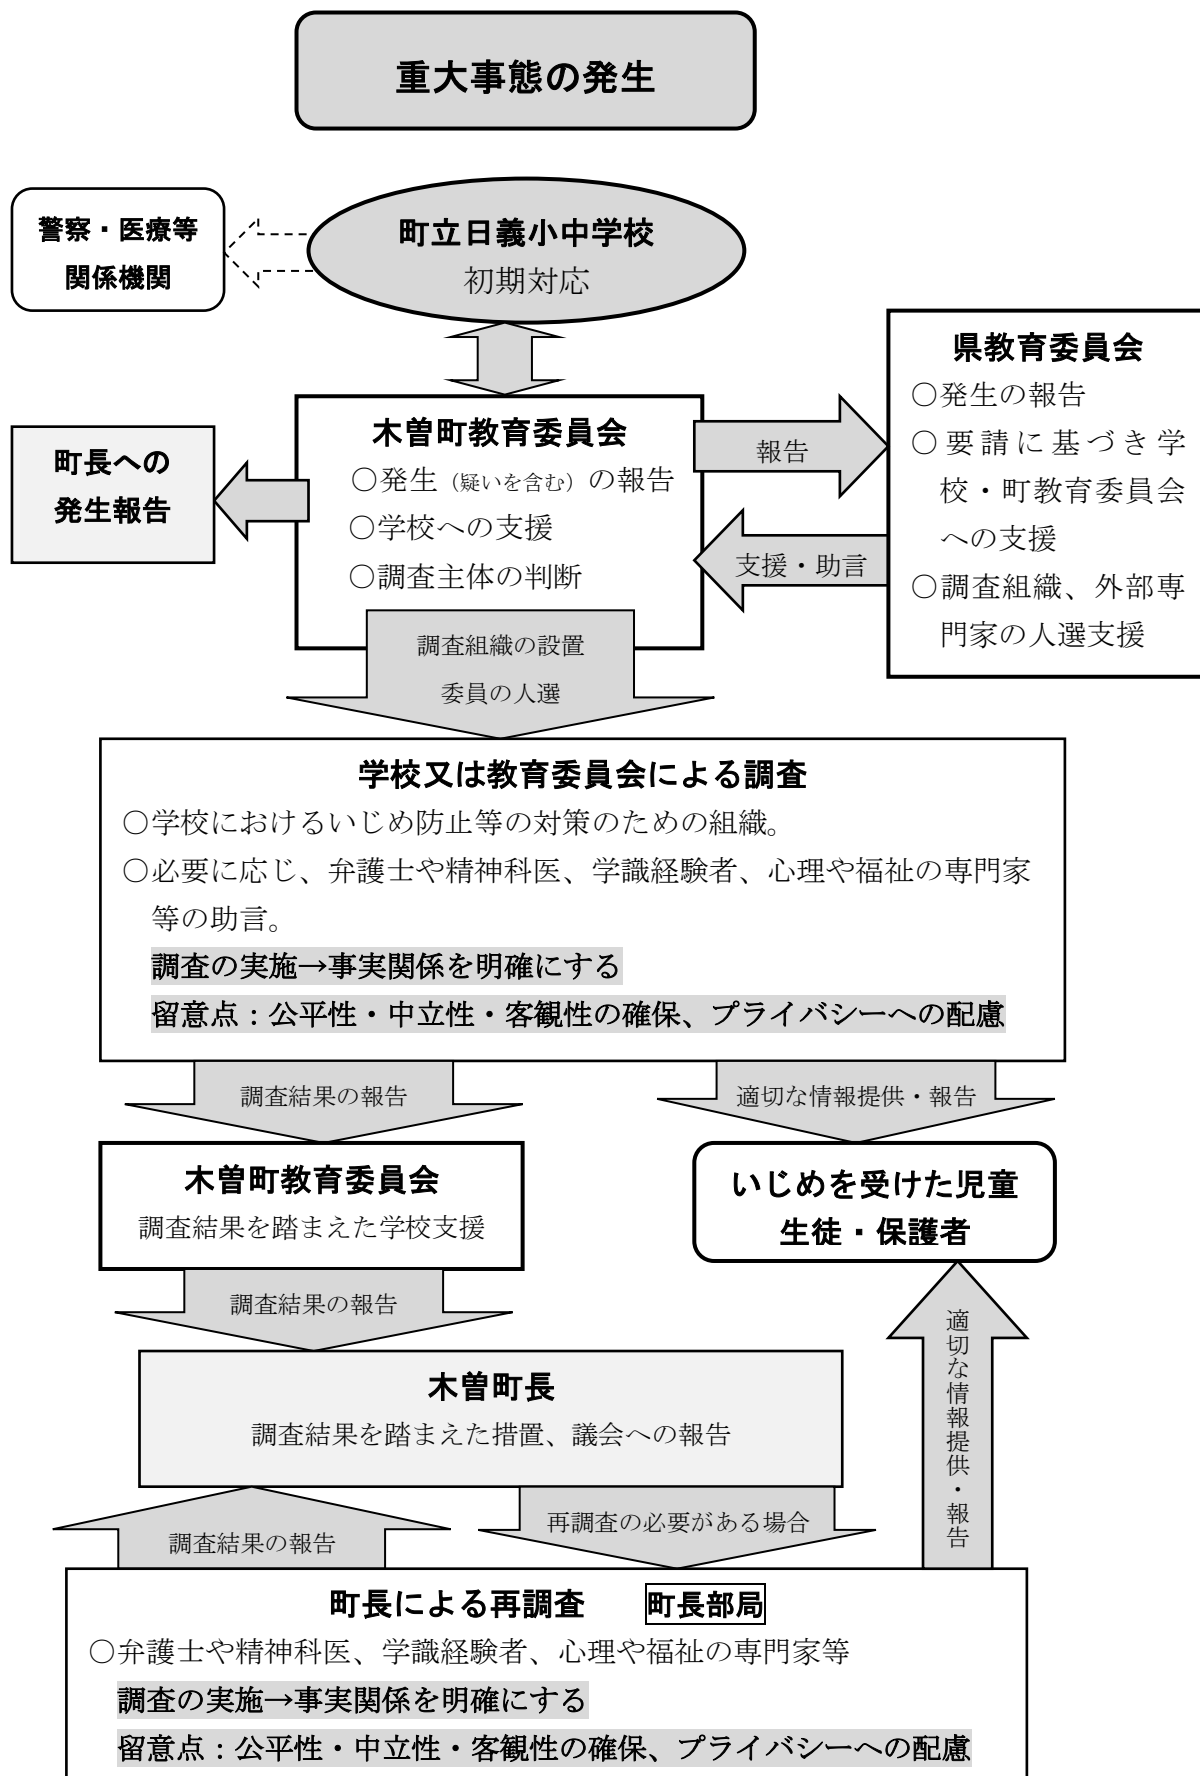 重大事態の発生
警察・医療等
関係機関
町立日義小中学校
初期対応
県教育委員会
○発生の報告
○要請に基づき学
校・町教育委員会
への支援
○調査組織、外部専
門家の人選支援
木曽町教育委員会
○発生（疑いを含む）の報告
○学校への支援
○調査主体の判断
報告
支援・助言
町長への
発生報告
調査組織の設置
委員の人選
学校又は教育委員会による調査
○学校におけるいじめ防止等の対策のための組織。
○必要に応じ、弁護士や精神科医、学識経験者、心理や福祉の専門家
等の助言。
調査の実施→事実関係を明確にする
留意点：公平性・中立性・客観性の確保、プライバシーへの配慮
調査結果の報告
適切な情報提供・報告
木曽町教育委員会
調査結果を踏まえた学校支援
いじめを受けた児童
生徒・保護者
調査結果の報告
適切な情報提供・報告
木曽町長
調査結果を踏まえた措置、議会への報告
調査結果の報告
再調査の必要がある場合
町長による再調査 町長部局
○弁護士や精神科医、学識経験者、心理や福祉の専門家等
調査の実施→事実関係を明確にする
留意点：公平性・中立性・客観性の確保、プライバシーへの配慮